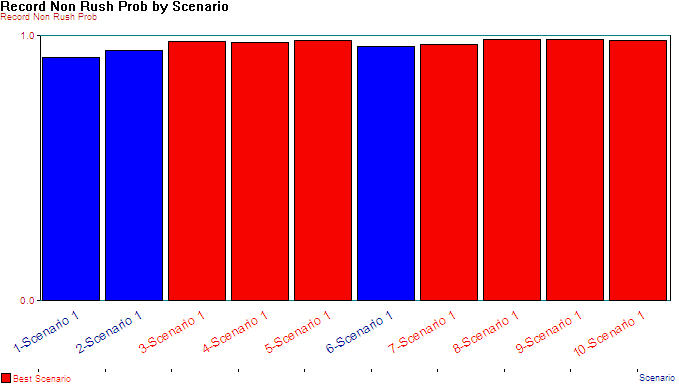 Record Non Rush Prob by Scenario
Record Non Rush Prob
1.0
0.0
1-Scenario 1
2-Scenario 1
3-Scenario 1
4-Scenario 1
5-Scenario 1
6-Scenario 1
7-Scenario 1
8-Scenario 1
9-Scenario 1
10-Scenario 1
Best Scenario
Scenario